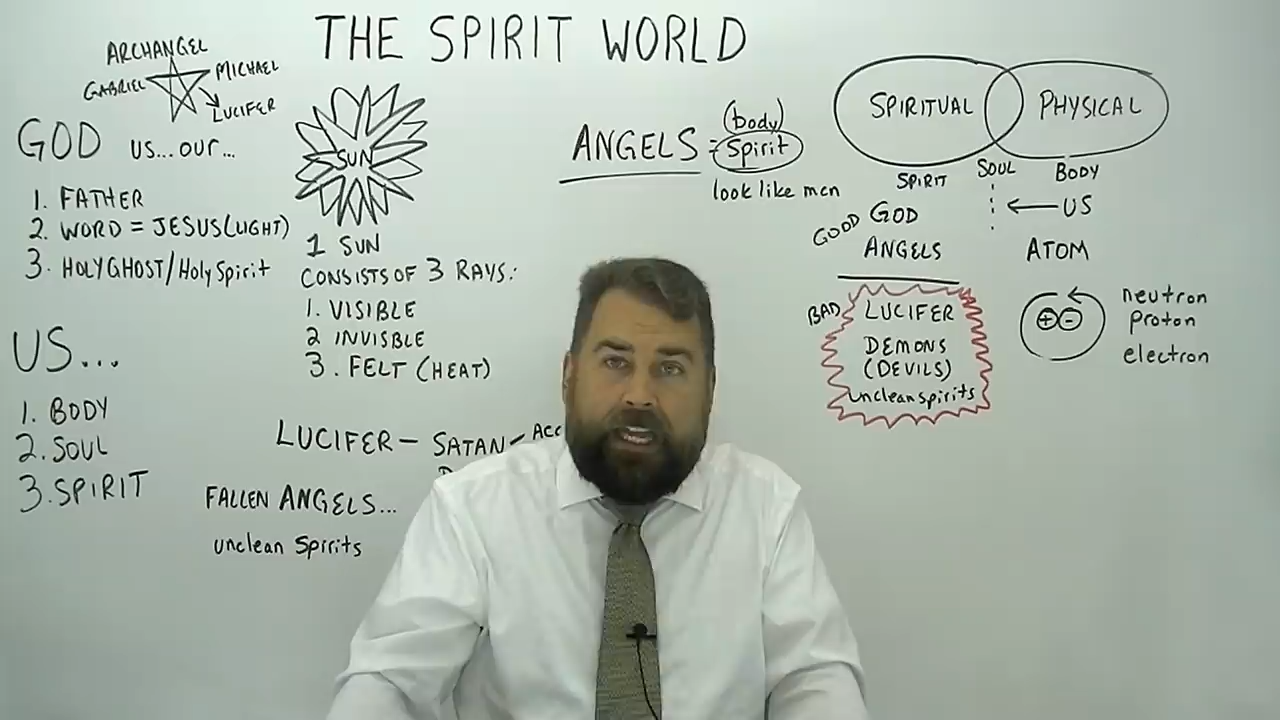 THE SPIRIT WORLD
ARCHANGEL
GABRIEL
MICHAEL
LUCIFER
GOD US...OUR...
1. FATHER
2. WORD = JESUS(LIGHT)
3. HOLYGHOST/Holy Spirit
US...
1. BODY
2. SOUL
3. SPIRIT
SUN
1 SUN
CONSISTS OF 3 RAYS:
1. VISIBLE
2 INVISBLE
3. FELT (HEAT)
LUCIFER - SATAN - ACC
FALLEN ANGELS...
unclean Spirits
(body)
ANGELS = Spirit
look like men
SPIRITUAL
PHYSICAL
SPIRIT
SOUL
BODY
← US
GOOD
GOD
ANGELS
BAD
LUCIFER
DEMONS
(DEVILS)
unclean spirits
ATOM
+ -
neutron
proton
electron